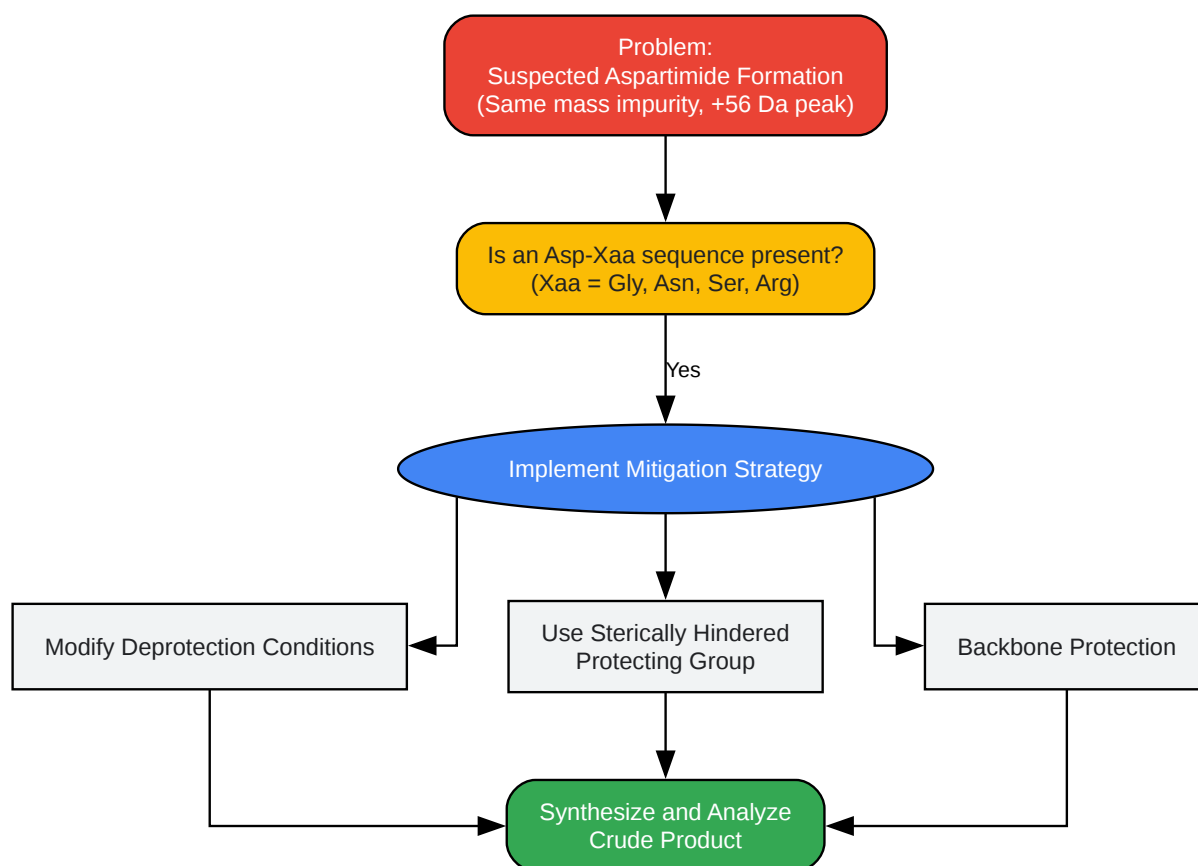 Problem:
Suspected Aspartimide Formation
(Same mass impurity, +56 Da peak)
Is an Asp-Xaa sequence present?
(Xaa = Gly, Asn, Ser, Arg)
Yes
Implement Mitigation Strategy
Modify Deprotection Conditions
Use Sterically Hindered
Protecting Group
Backbone Protection
Synthesize and Analyze
Crude Product